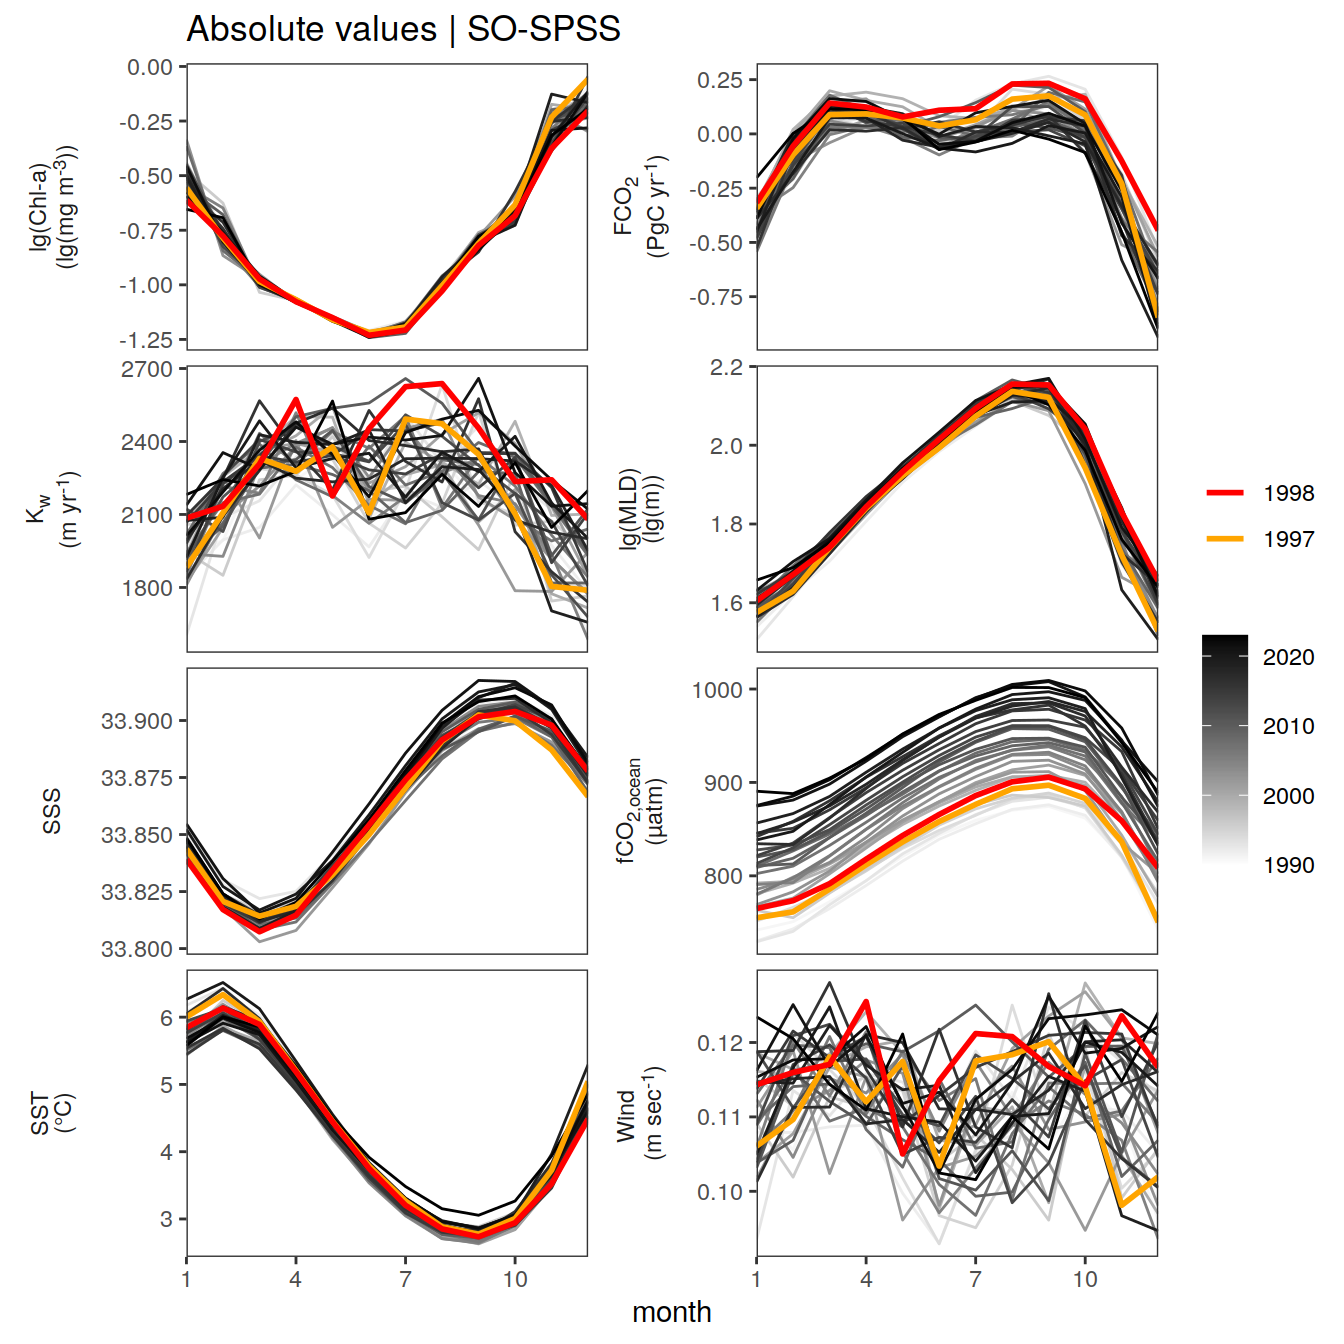 Absolute values | SO-SPSS
lg(Chl-a)
(lg(mg m⁻³))
0.00
-0.25
-0.50
-0.75
-1.00
-1.25
FCO₂
(PgC yr⁻¹)
0.25
0.00
-0.25
-0.50
-0.75
K_w
(m yr⁻¹)
2700
2400
2100
1800
lg(MLD)
(lg(m))
2.2
2.0
1.8
1.6
SSS
33.900
33.875
33.850
33.825
33.800
fCO₂,ocean
(µatm)
1000
900
800
SST
(°C)
6
5
4
3
Wind
(m sec⁻¹)
0.12
0.11
0.10
1 4 7 10
1 4 7 10
month
1998
1997
2020
2010
2000
1990